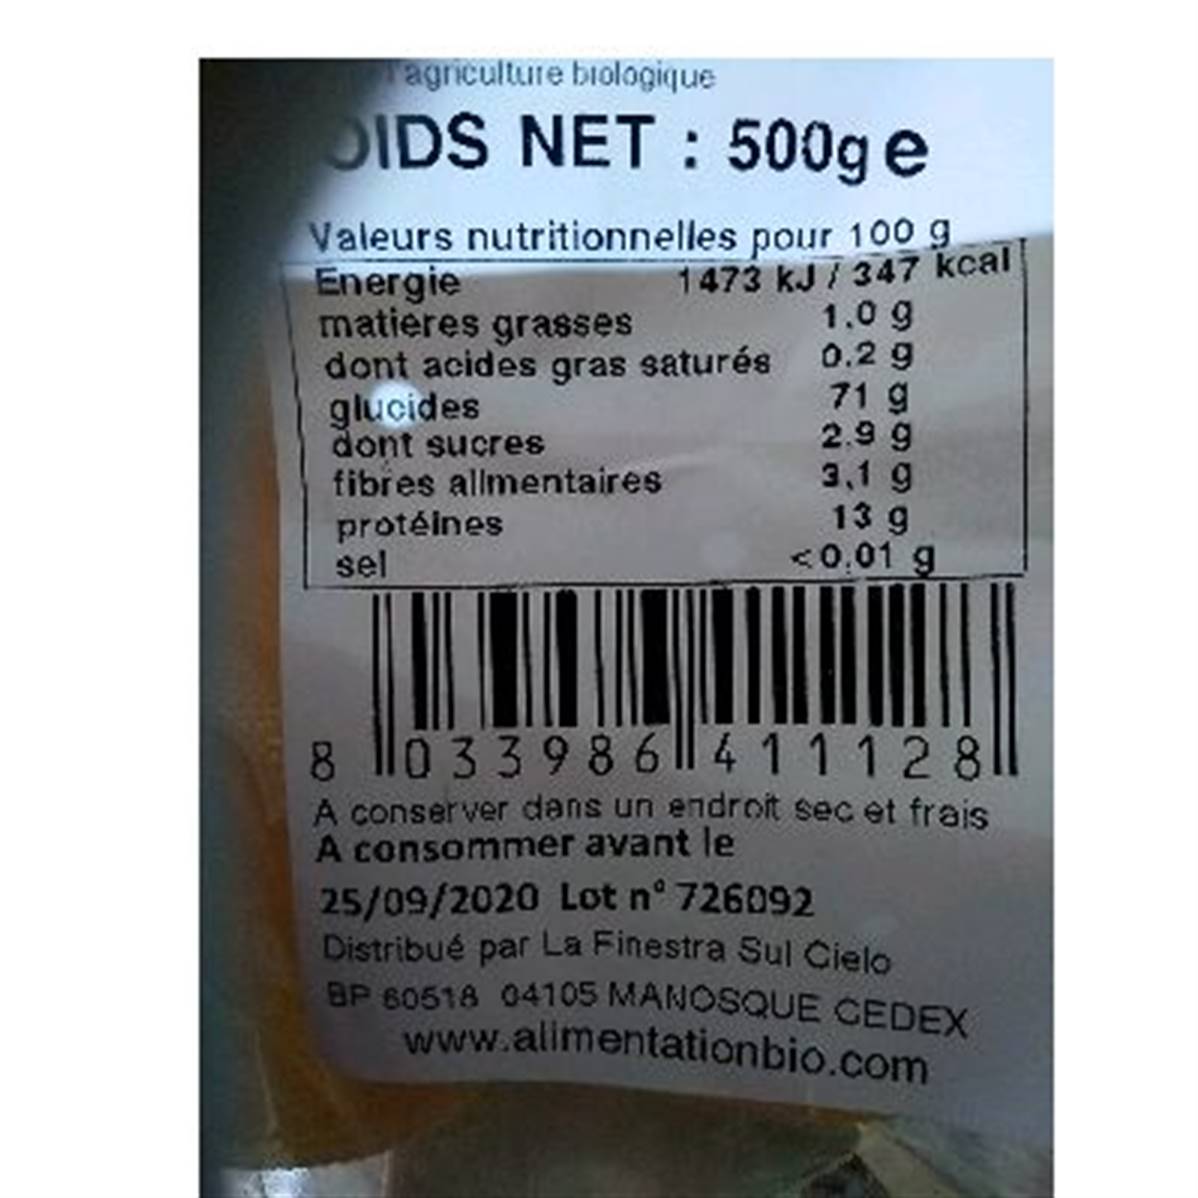 l'agriculture biologique
OIDS NET : 500g e
Valeurs nutritionnelles pour 100 g
Energie 1473 kJ / 347 kcal
matieres grasses 1.0 g
dont acides gras saturés 0.2 g
glucides 71 g
dont sucres 2.9 g
fibres alimentaires 3,1 g
protéines 13 g
sel <0.01 g
8 033986 411128
A conserver dans un endroit sec et frais
A consommer avant le
25/09/2020 Lot n° 726092
Distribué par La Finestra Sul Cielo
BP 60518 04105 MANOSQUE CEDEX
www.alimentationbio.com